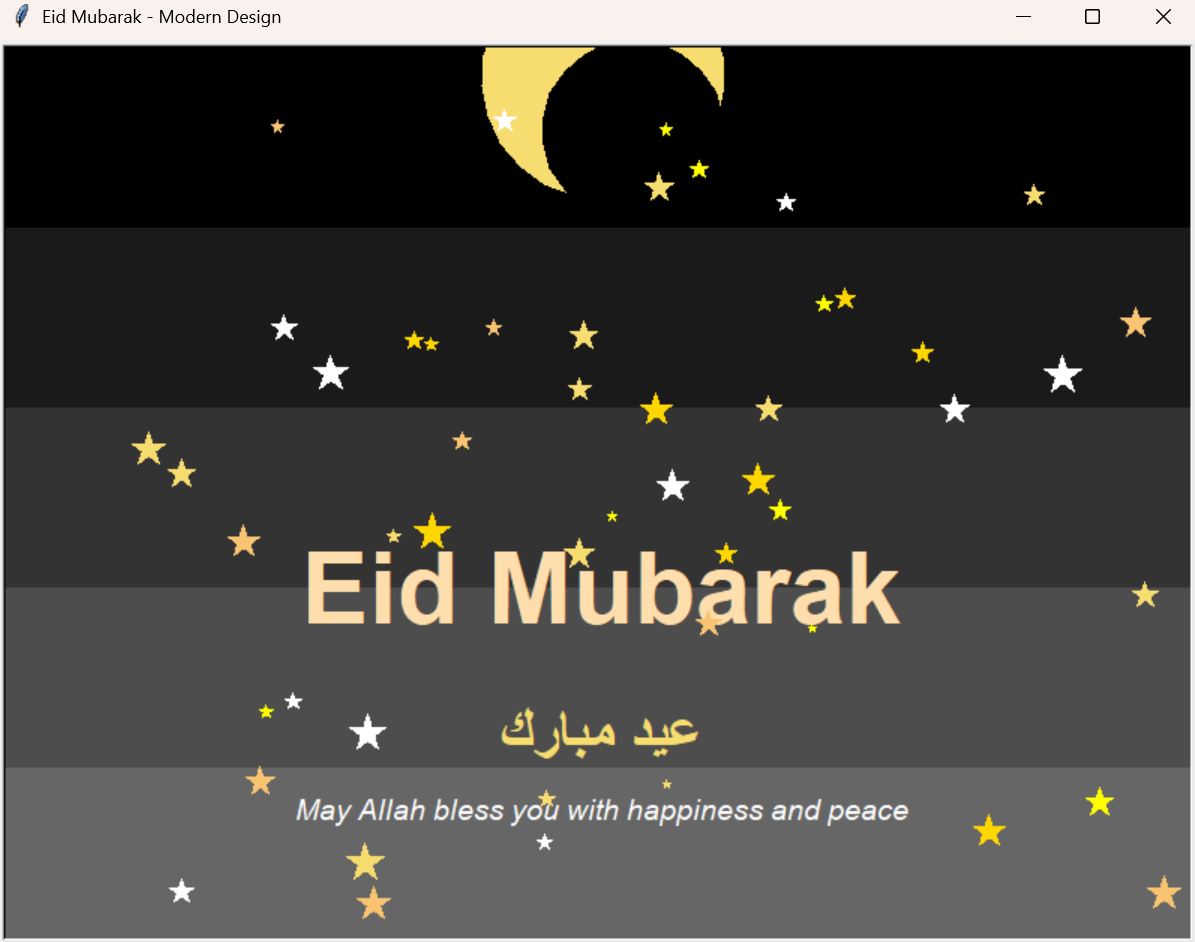 Eid Mubarak - Modern Design
Eid Mubarak
عيد مبارك
May Allah bless you with happiness and peace